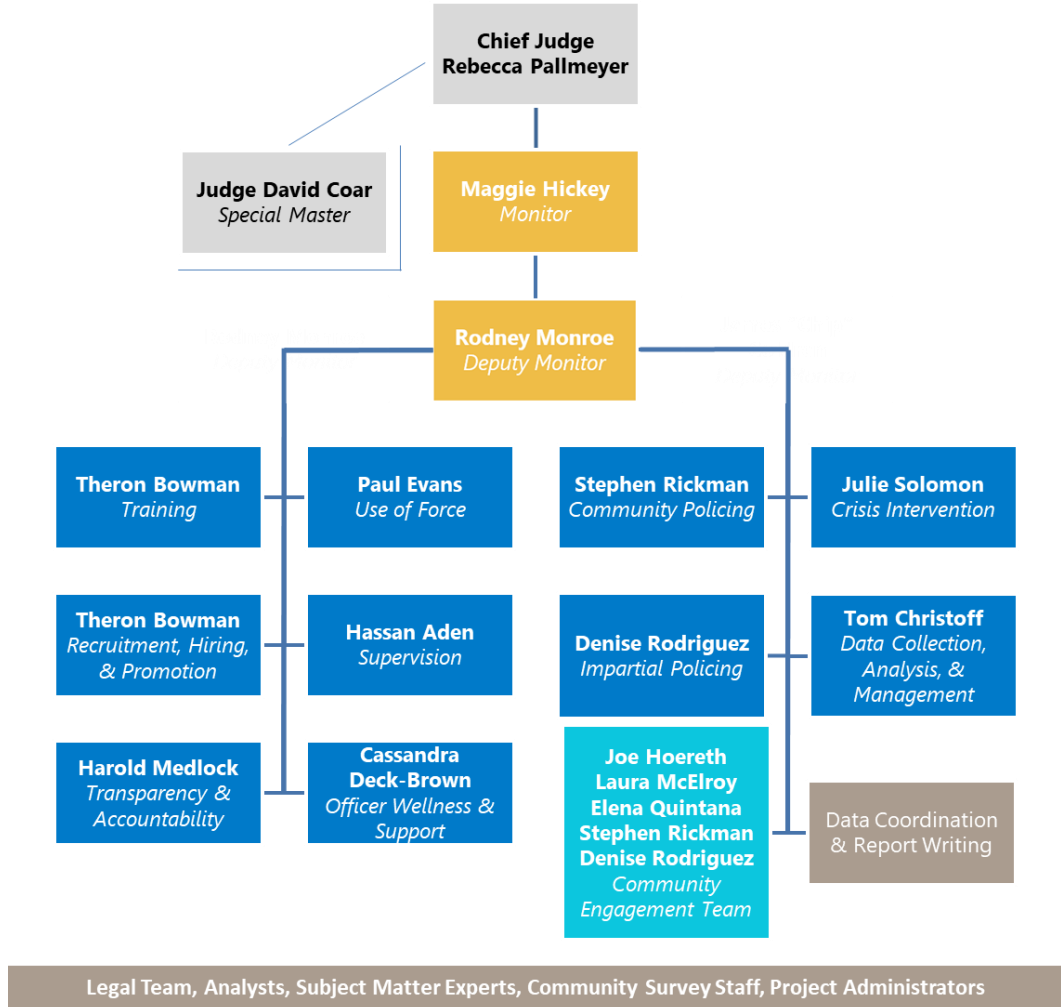 Chief Judge
Rebecca Pallmeyer
Judge David Coar
Special Master
Maggie Hickey
Monitor
Rodney Monroe
Deputy Monitor
Theron Bowman
Training
Paul Evans
Use of Force
Stephen Rickman
Community Policing
Julie Solomon
Crisis Intervention
Theron Bowman
Recruitment, Hiring,
& Promotion
Hassan Aden
Supervision
Denise Rodriguez
Impartial Policing
Tom Christoff
Data Collection,
Analysis, &
Management
Harold Medlock
Transparency &
Accountability
Cassandra
Deck-Brown
Officer Wellness &
Support
Joe Hoereth
Laura McElroy
Elena Quintana
Stephen Rickman
Denise Rodriguez
Community
Engagement Team
Data Coordination
& Report Writing
Legal Team, Analysts, Subject Matter Experts, Community Survey Staff, Project Administrators